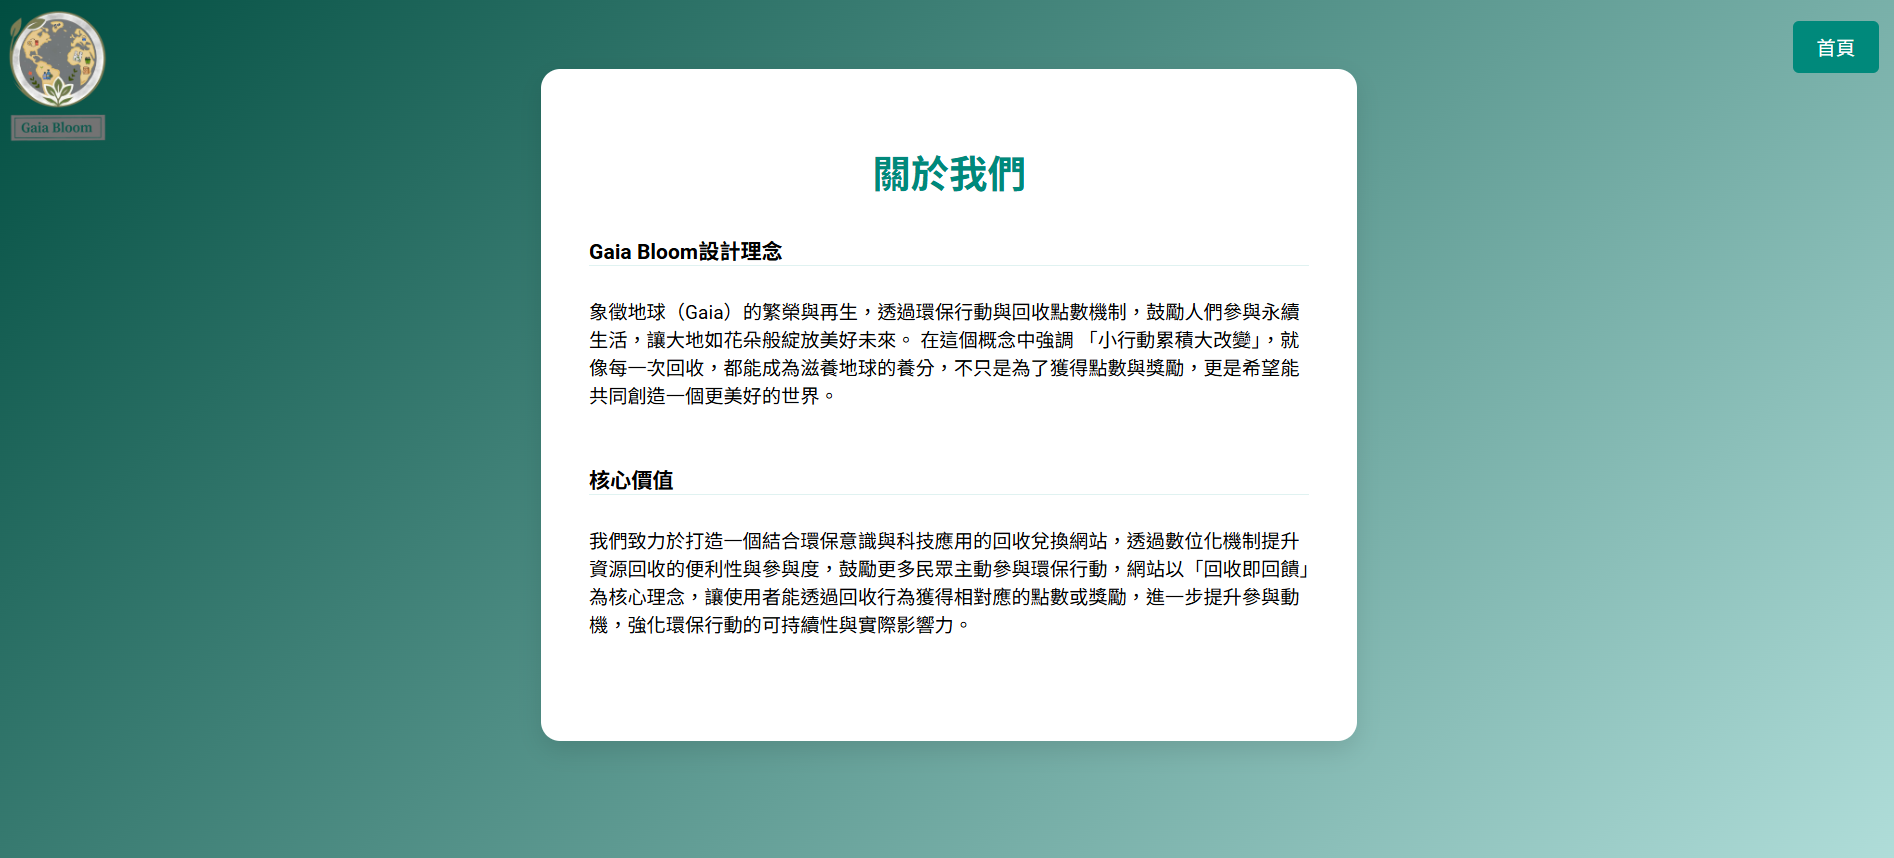 Gaia Bloom
首頁
關於我們
Gaia Bloom設計理念
象徵地球（Gaia）的繁榮與再生，透過環保行動與回收點數機制，鼓勵人們參與永續
生活，讓大地如花朵般綻放美好未來。 在這個概念中強調 「小行動累積大改變」，就
像每一次回收，都能成為滋養地球的養分，不只是為了獲得點數與獎勵，更是希望能
共同創造一個更美好的世界。
核心價值
我們致力於打造一個結合環保意識與科技應用的回收兌換網站，透過數位化機制提升
資源回收的便利性與參與度，鼓勵更多民眾主動參與環保行動，網站以「回收即回饋」
為核心理念，讓使用者能透過回收行為獲得相對應的點數或獎勵，進一步提升參與動
機，強化環保行動的可持續性與實際影響力。